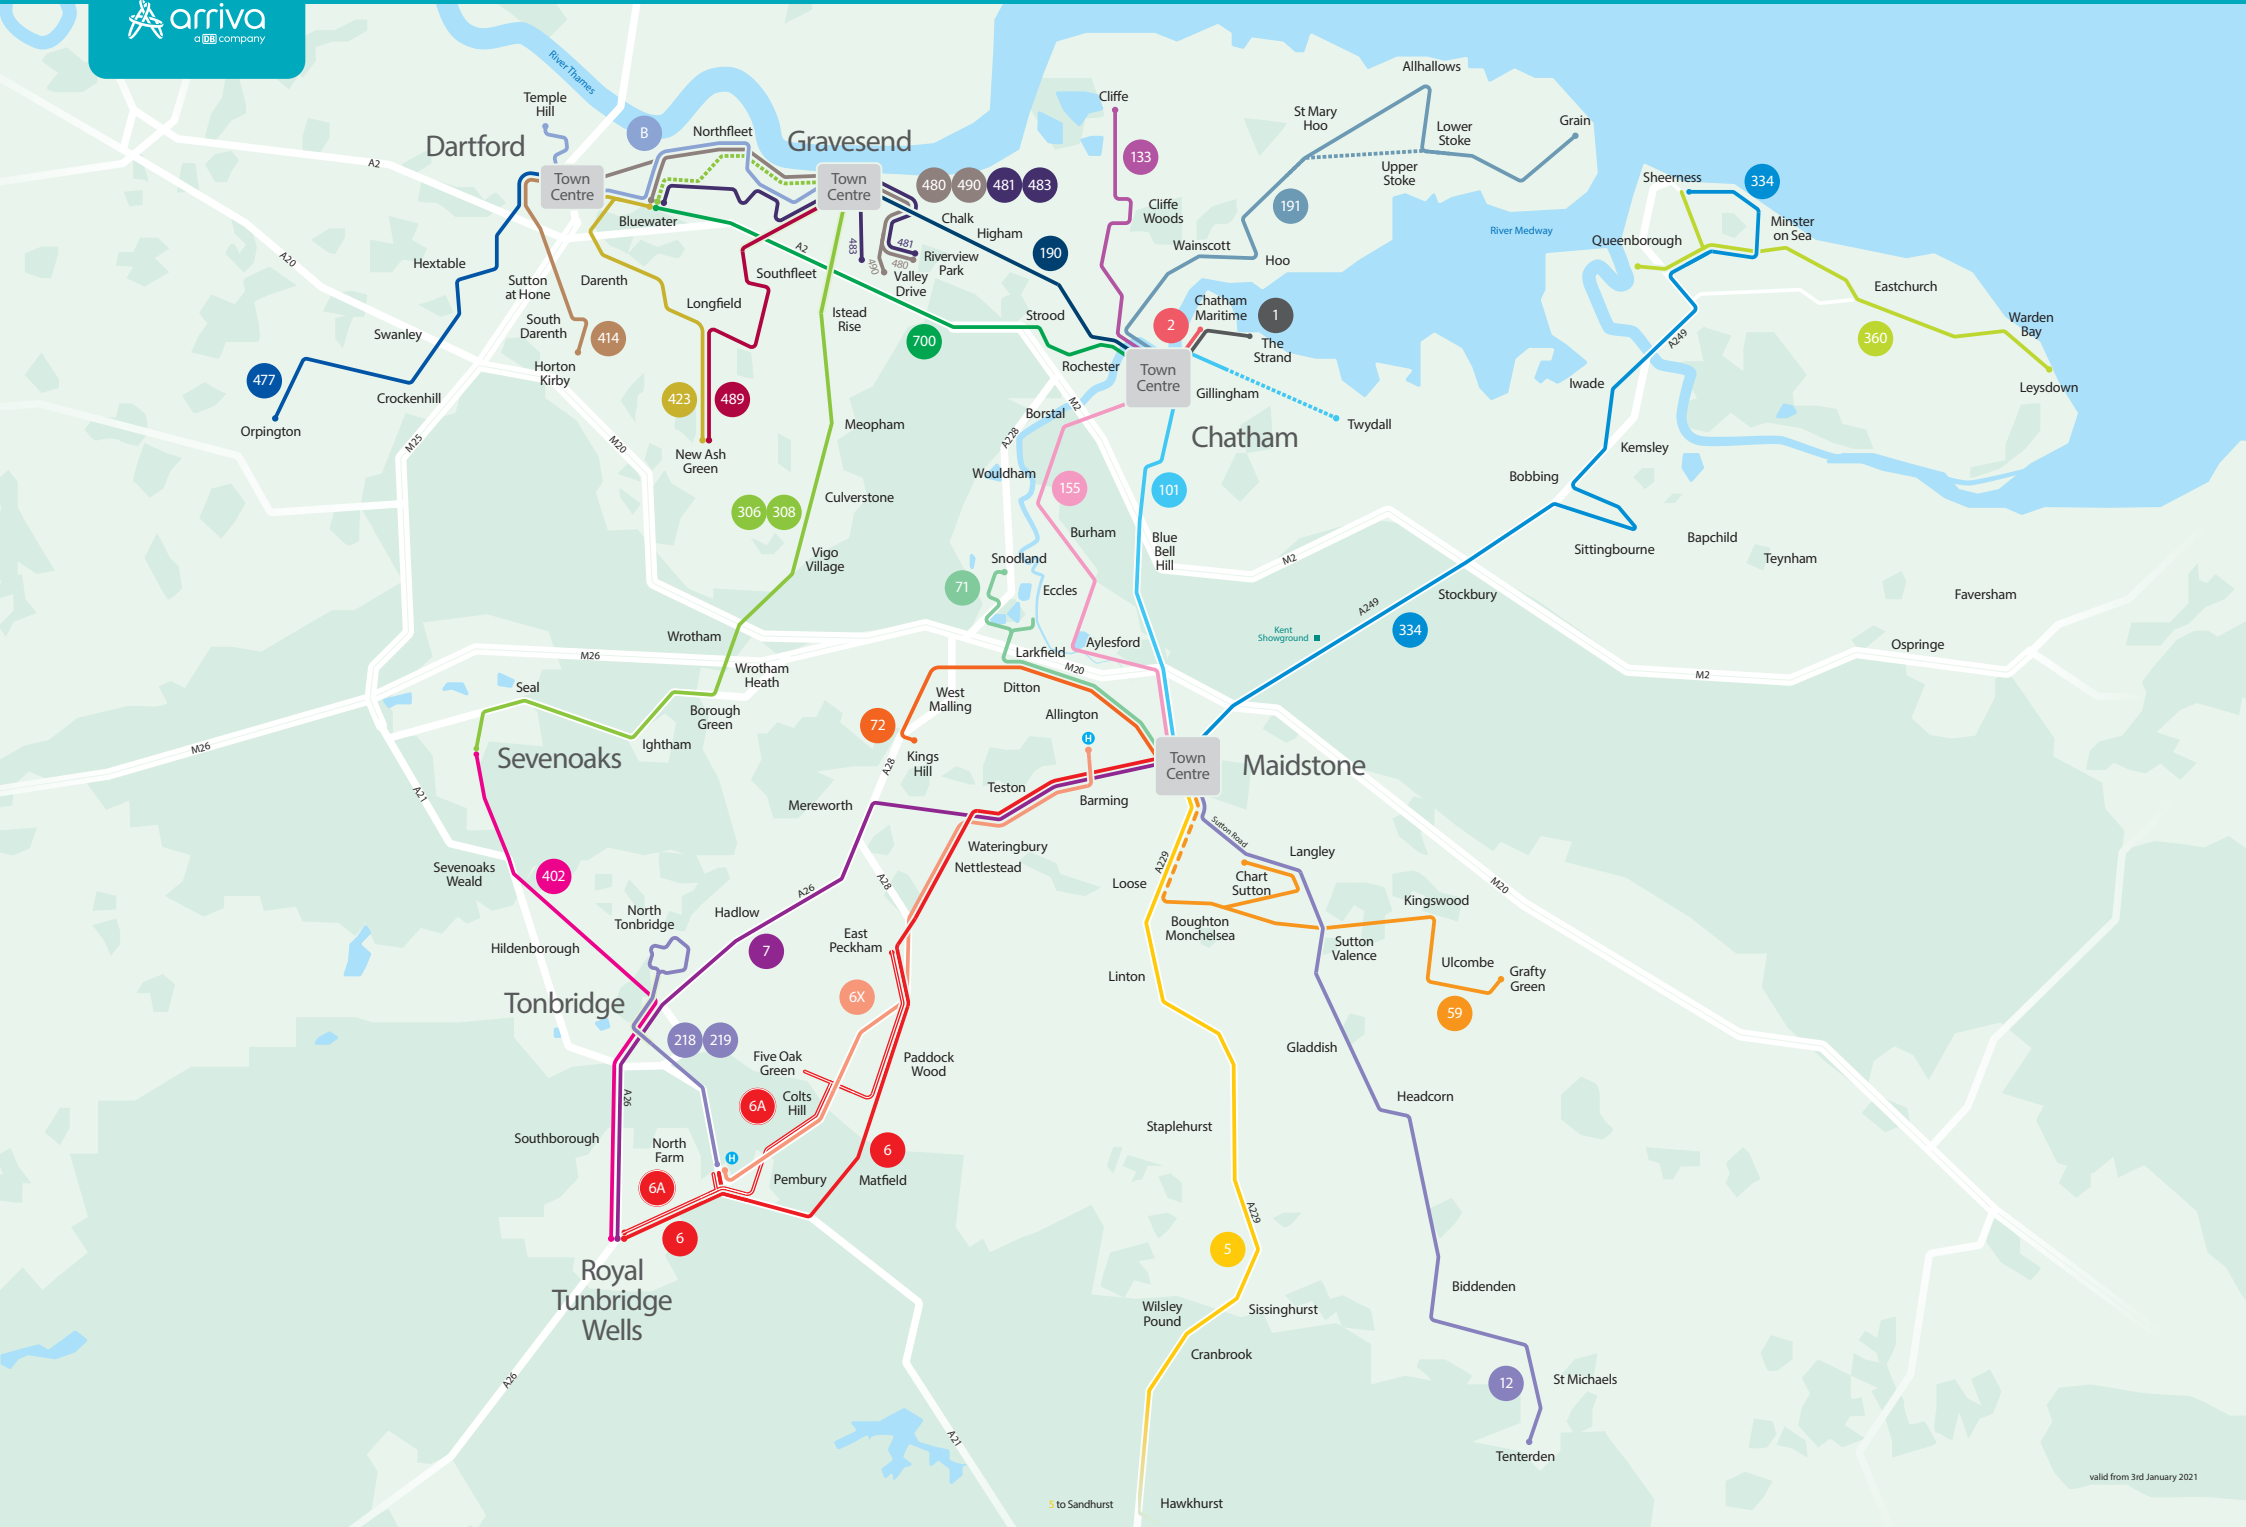 arriva
a DB company
River Thames
Temple
Hill
Dartford
Town
Centre
B
Northfleet
Gravesend
Town
Centre
480
490
481
483
Cliffe
133
Cliffe
Woods
Allhallows
St Mary
Hoo
Lower
Stoke
Upper
Stoke
Grain
191
Wainscott
Hoo
River Medway
Sheerness
334
Minster
on Sea
Queenborough
Eastchurch
Warden
Bay
360
Leysdown
A2
A20
Bluewater
A2
Chalk
Higham
190
483
490
481
480
Riverview
Park
Valley
Drive
Hextable
Sutton
at Hone
Darenth
Southfleet
Longfield
Istead
Rise
Swanley
South
Darenth
414
Horton
Kirby
477
Crockenhill
Orpington
423
489
New Ash
Green
700
Strood
Rochester
2
Chatham
Maritime
1
The
Strand
Town
Centre
Gillingham
Chatham
Twydall
M2
A228
Borstal
Wouldham
155
101
Burham
Blue
Bell
Hill
Meopham
Culverstone
306
308
Vigo
Village
M25
M20
Snodland
71
Eccles
Aylesford
Larkfield
M20
A249
Iwade
Kemsley
Bobbing
Sittingbourne
Bapchild
Teynham
Faversham
Ospringe
M2
M2
Stockbury
A249
334
Kent
Showground
Wrotham
Wrotham
Heath
M26
Seal
Borough
Green
Ightham
Sevenoaks
M26
A21
West
Malling
Ditton
Allington
72
Kings
Hill
A28
H
Town
Centre
Maidstone
Teston
Barming
Mereworth
Wateringbury
Nettlestead
Sevenoaks
Weald
402
A26
A28
Hadlow
North
Tonbridge
7
East
Peckham
Hildenborough
Tonbridge
218
219
6X
Five Oak
Green
Paddock
Wood
6A
Colts
Hill
A26
Southborough
North
Farm
H
6A
Pembury
6
Matfield
6
Royal
Tunbridge
Wells
A26
A21
Sutton Road
A229
Langley
Loose
Chart
Sutton
Kingswood
Boughton
Monchelsea
Sutton
Valence
Ulcombe
Grafty
Green
59
M20
Linton
Gladdish
Headcorn
Staplehurst
A229
5
Biddenden
Wilsley
Pound
Sissinghurst
Cranbrook
12
St Michaels
Tenterden
5 to Sandhurst
Hawkhurst
valid from 3rd January 2021